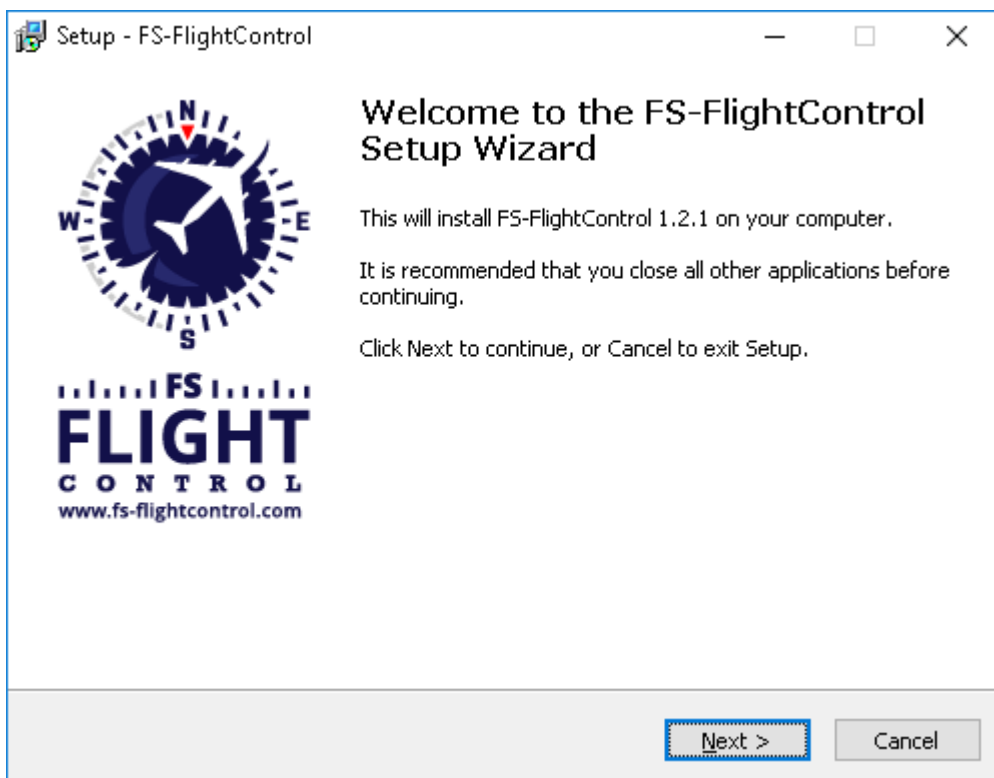 Setup - FS-FlightControl
N
W
E
S
FS
FLIGHT
CONTROL
www.fs-flightcontrol.com
Welcome to the FS-FlightControl
Setup Wizard
This will install FS-FlightControl 1.2.1 on your computer.
It is recommended that you close all other applications before
continuing.
Click Next to continue, or Cancel to exit Setup.
Next >
Cancel